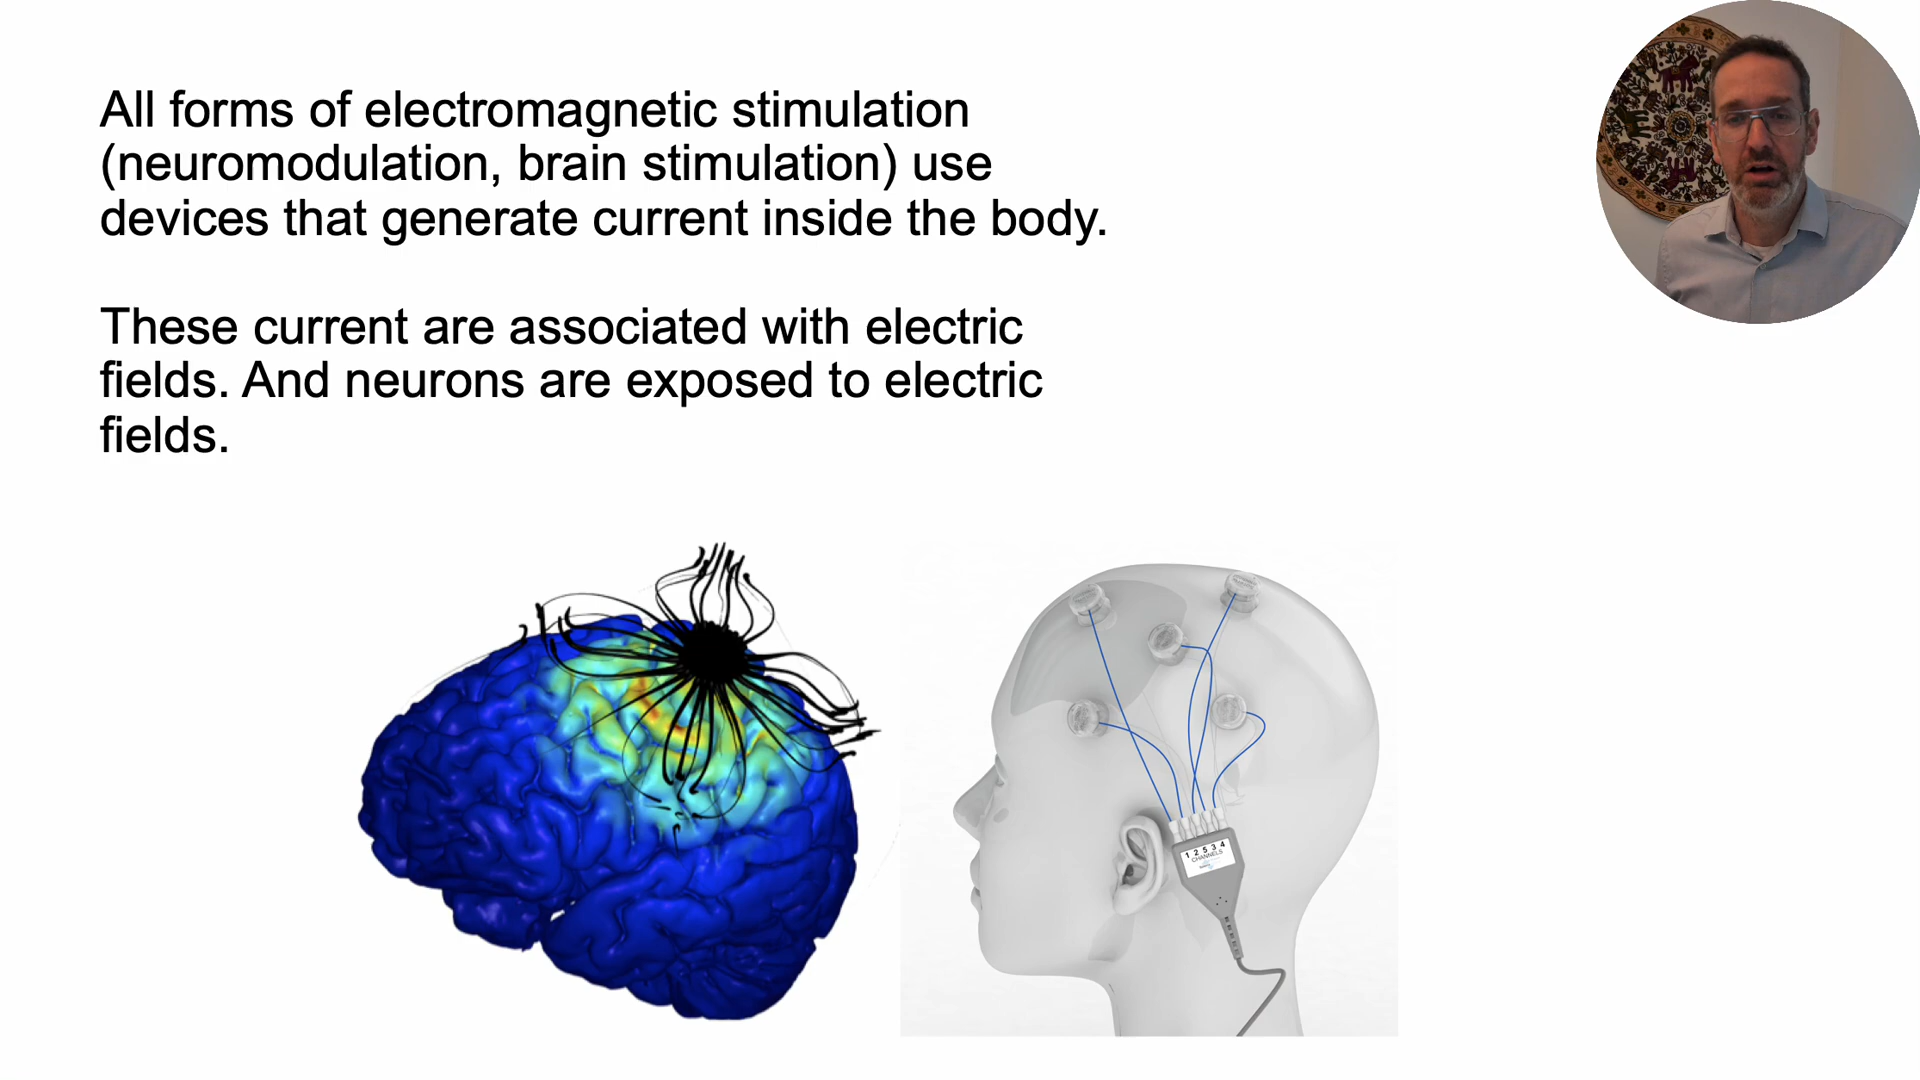 All forms of electromagnetic stimulation
(neuromodulation, brain stimulation) use
devices that generate current inside the body.
These current are associated with electric
fields. And neurons are exposed to electric
fields.
1 2 5 3 4
CHANNELS